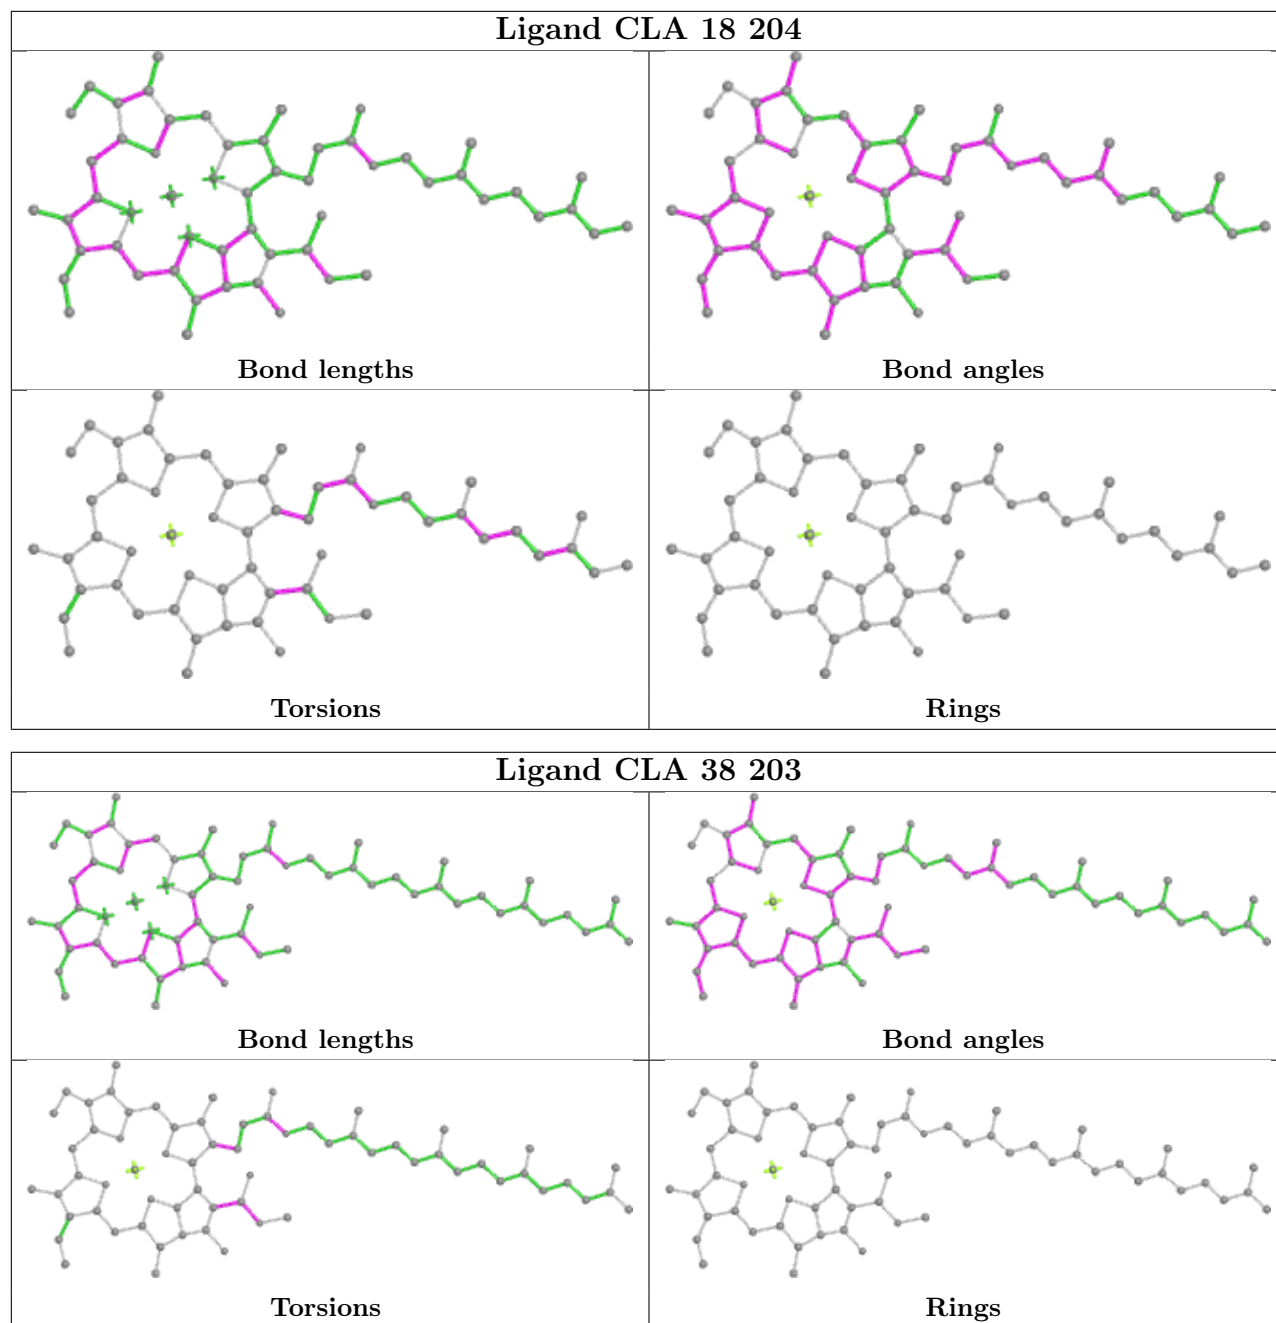 Ligand CLA 18 204
Bond lengths
Bond angles
Torsions
Rings
Ligand CLA 38 203
Bond lengths
Bond angles
Torsions
Rings